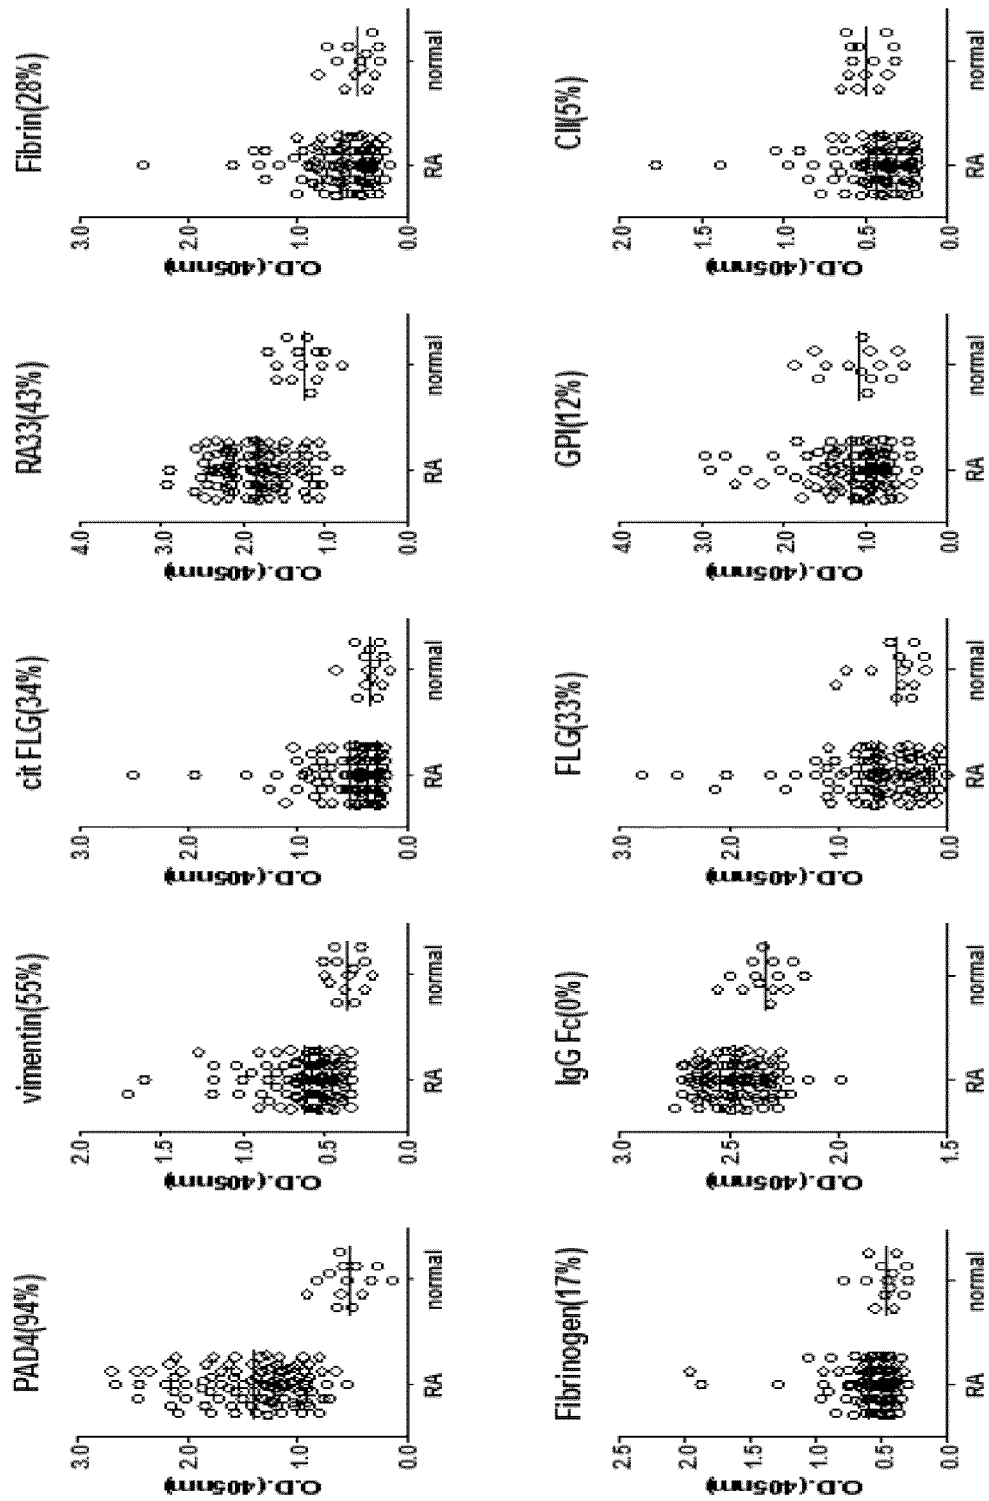 PAD4(94%)
O.D.(405nm)
3.0
2.0
1.0
0.0
RA normal
vimentin(55%)
O.D.(405nm)
2.0
1.5
1.0
0.5
0.0
RA normal
cit FLG(34%)
O.D.(405nm)
3.0
2.0
1.0
0.0
RA normal
RA33(43%)
O.D.(405nm)
4.0
3.0
2.0
1.0
0.0
RA normal
Fibrin(28%)
O.D.(405nm)
3.0
2.0
1.0
0.0
RA normal
Fibrinogen(17%)
O.D.(405nm)
2.5
2.0
1.5
1.0
0.5
RA normal
IgG Fc(0%)
O.D.(405nm)
3.0
2.5
2.0
1.5
RA normal
FLG(33%)
O.D.(405nm)
3.0
2.0
1.0
0.0
RA normal
GPI(12%)
O.D.(405nm)
4.0
3.0
2.0
1.0
0.0
RA normal
CII(5%)
O.D.(405nm)
2.0
1.0
0.5
0.0
RA normal